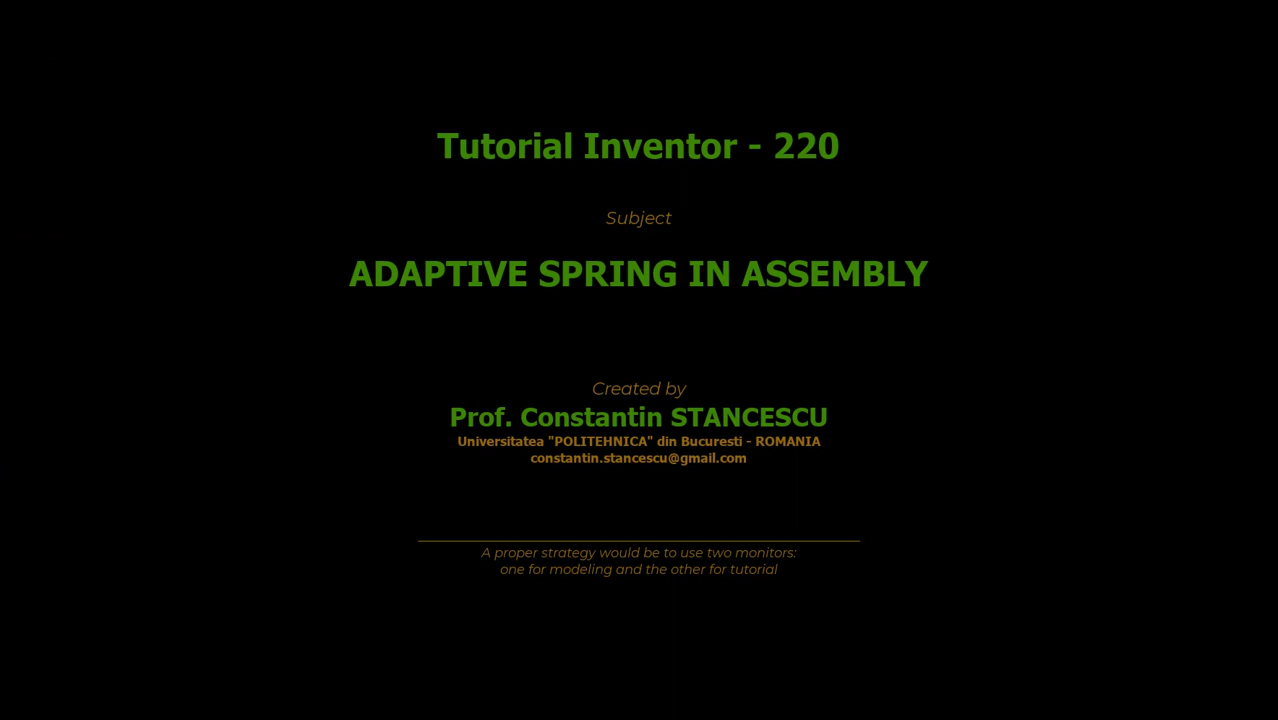 Tutorial Inventor - 220
Subject
ADAPTIVE SPRING IN ASSEMBLY
Created by
Prof. Constantin STANCESCU
Universitatea "POLITEHNICA" din Bucuresti - ROMANIA
constantin.stancescu@gmail.com
A proper strategy would be to use two monitors:
one for modeling and the other for tutorial